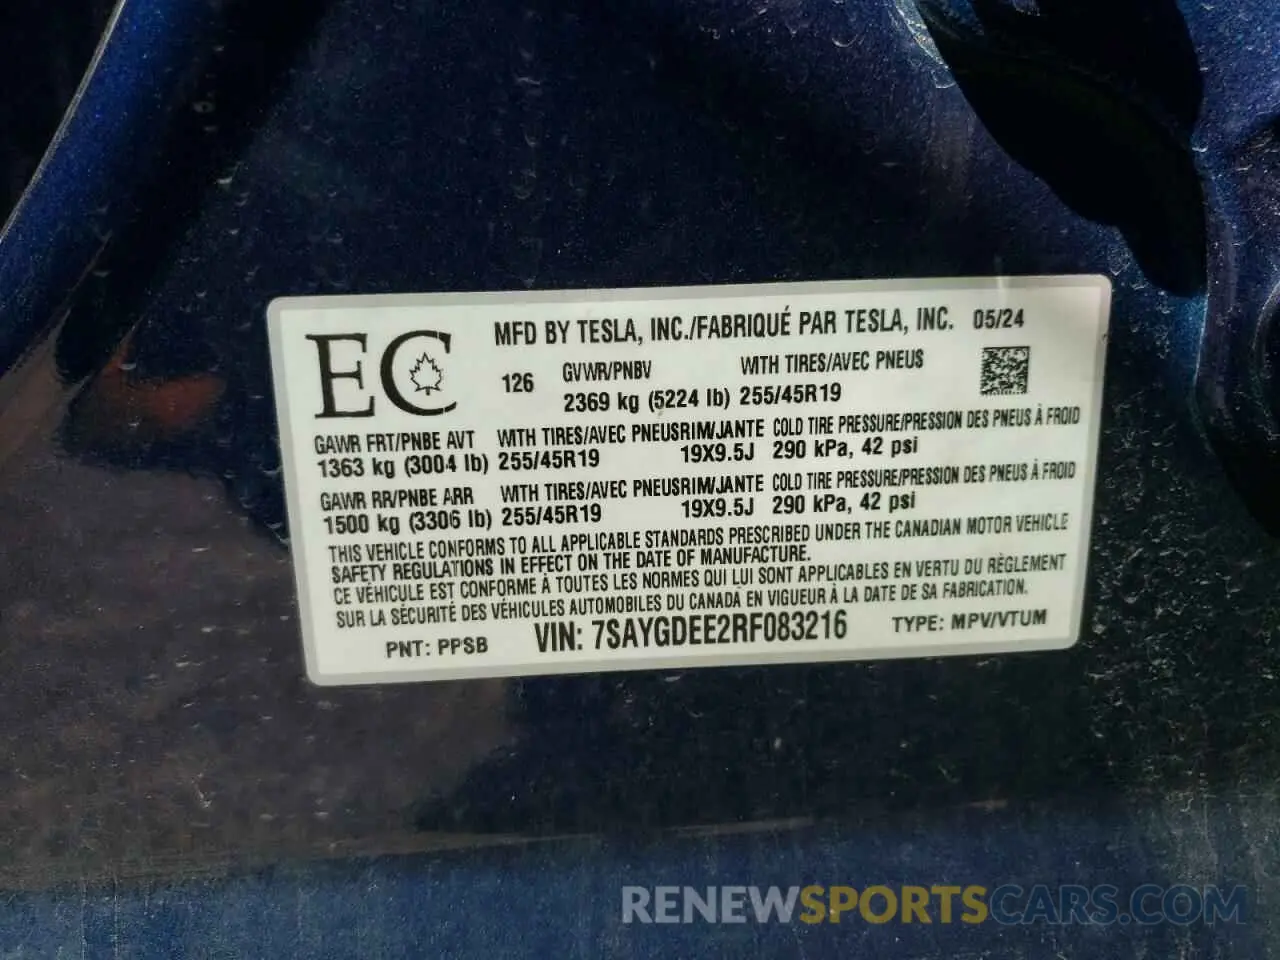 EC
MFD BY TESLA, INC./FABRIQUÉ PAR TESLA, INC. 05/24
126 GVWR/PNBV WITH TIRES/AVEC PNEUS
2369 kg (5224 lb) 255/45R19
GAWR FRT/PNBE AVT WITH TIRES/AVEC PNEUS RIM/JANTE COLD TIRE PRESSURE/PRESSION DES PNEUS À FROID
1363 kg (3004 lb) 255/45R19 19X9.5J 290 kPa, 42 psi
GAWR RR/PNBE ARR WITH TIRES/AVEC PNEUS RIM/JANTE COLD TIRE PRESSURE/PRESSION DES PNEUS À FROID
1500 kg (3306 lb) 255/45R19 19X9.5J 290 kPa, 42 psi
THIS VEHICLE CONFORMS TO ALL APPLICABLE STANDARDS PRESCRIBED UNDER THE CANADIAN MOTOR VEHICLE
SAFETY REGULATIONS IN EFFECT ON THE DATE OF MANUFACTURE.
CE VÉHICULE EST CONFORME À TOUTES LES NORMES QUI LUI SONT APPLICABLES EN VERTU DU RÈGLEMENT
SUR LA SÉCURITÉ DES VÉHICULES AUTOMOBILES DU CANADA EN VIGUEUR À LA DATE DE SA FABRICATION.
PNT: PPSB VIN: 7SAYGDEE2RF083216 TYPE: MPV/VTUM
RENEWSPORTSCARS.COM